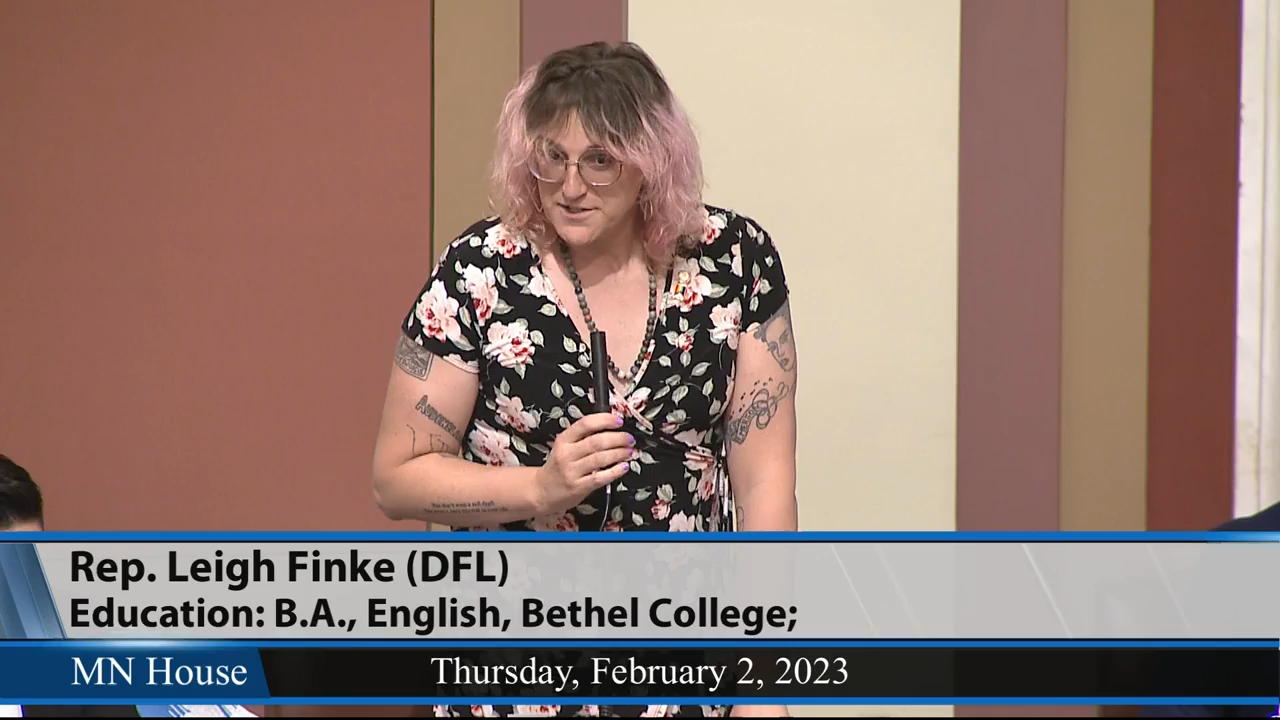 Rep. Leigh Finke (DFL)
Education: B.A., English, Bethel College;
MN House
Thursday, February 2, 2023